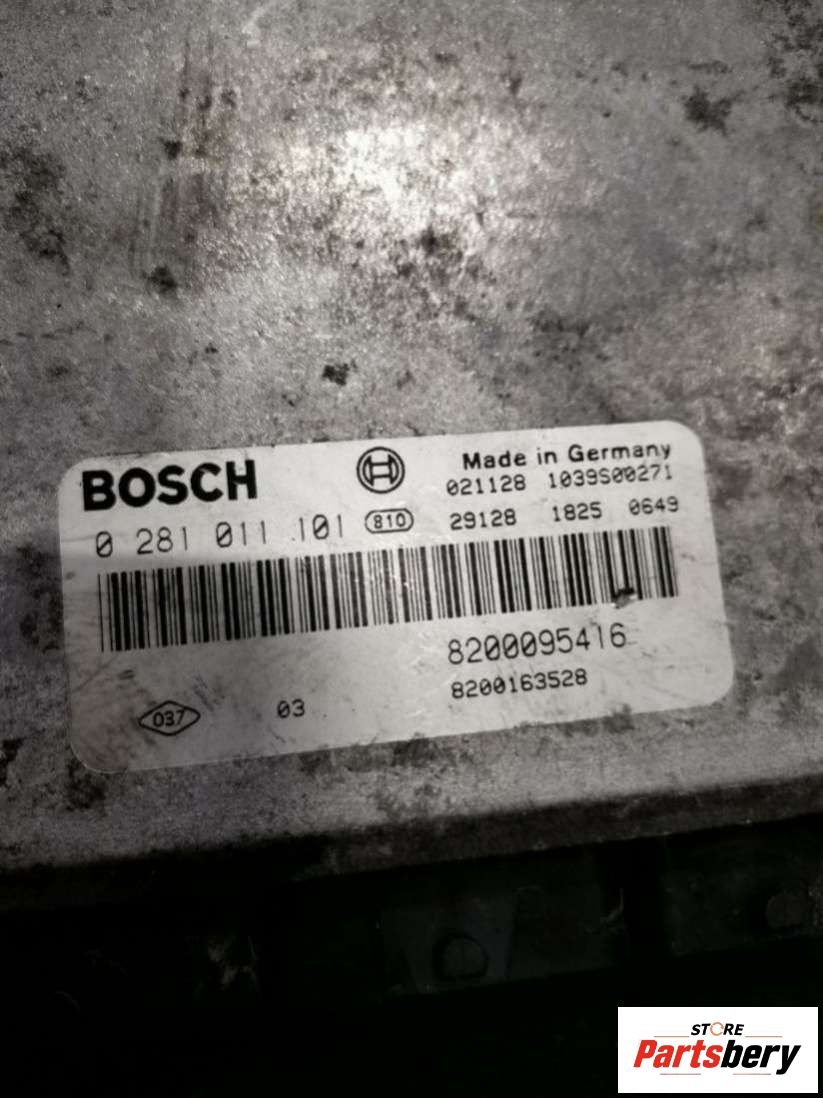 BOSCH
Made in Germany
021128 1039S00271
0 281 011 101 810 29128 1825 0649
8200095416
8200163528
037 03
STORE
Partsbery